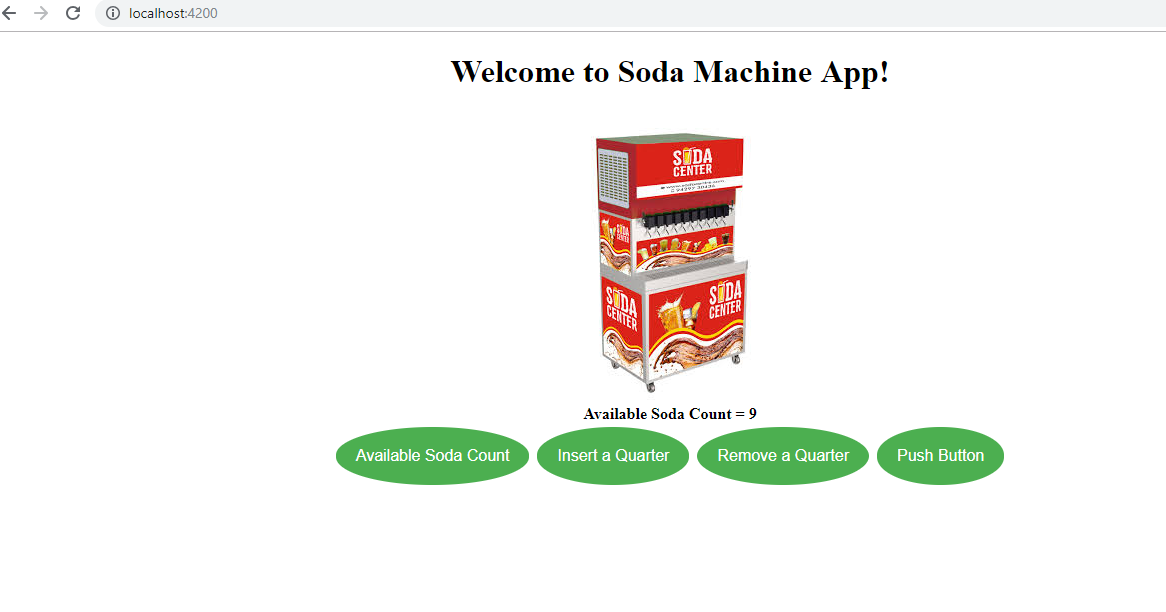 localhost:4200
Welcome to Soda Machine App!
SODA
CENTER
SODA
CENTER
SODA
CENTER
Available Soda Count = 9
Available Soda Count
Insert a Quarter
Remove a Quarter
Push Button